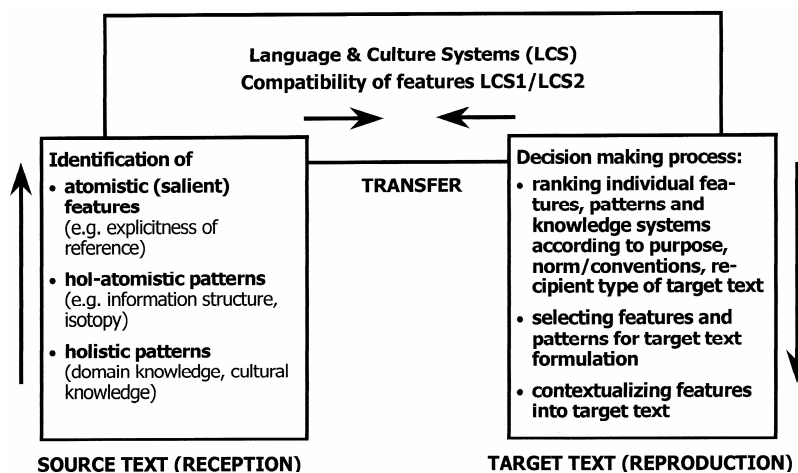 Language & Culture Systems (LCS)
Compatibility of features LCS1/LCS2
TRANSFER
Identification of
• atomistic (salient)
features
(e.g. explicitness of
reference)
• hol-atomistic patterns
(e.g. information structure,
isotopy)
• holistic patterns
(domain knowledge, cultural
knowledge)
SOURCE TEXT (RECEPTION)
Decision making process:
• ranking individual fea-
tures, patterns and
knowledge systems
according to purpose,
norm/conventions, re-
cipient type of target text
• selecting features and
patterns for target text
formulation
• contextualizing features
into target text
TARGET TEXT (REPRODUCTION)